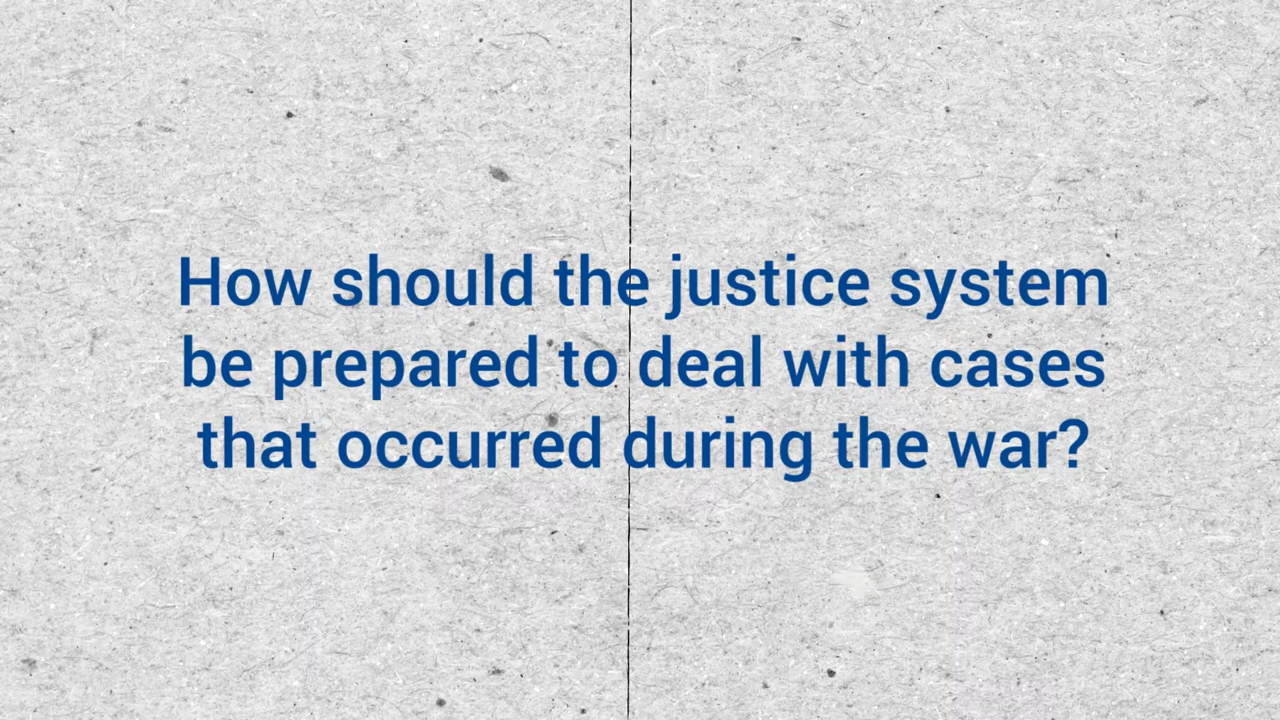 How should the justice system
be prepared to deal with cases
that occurred during the war?